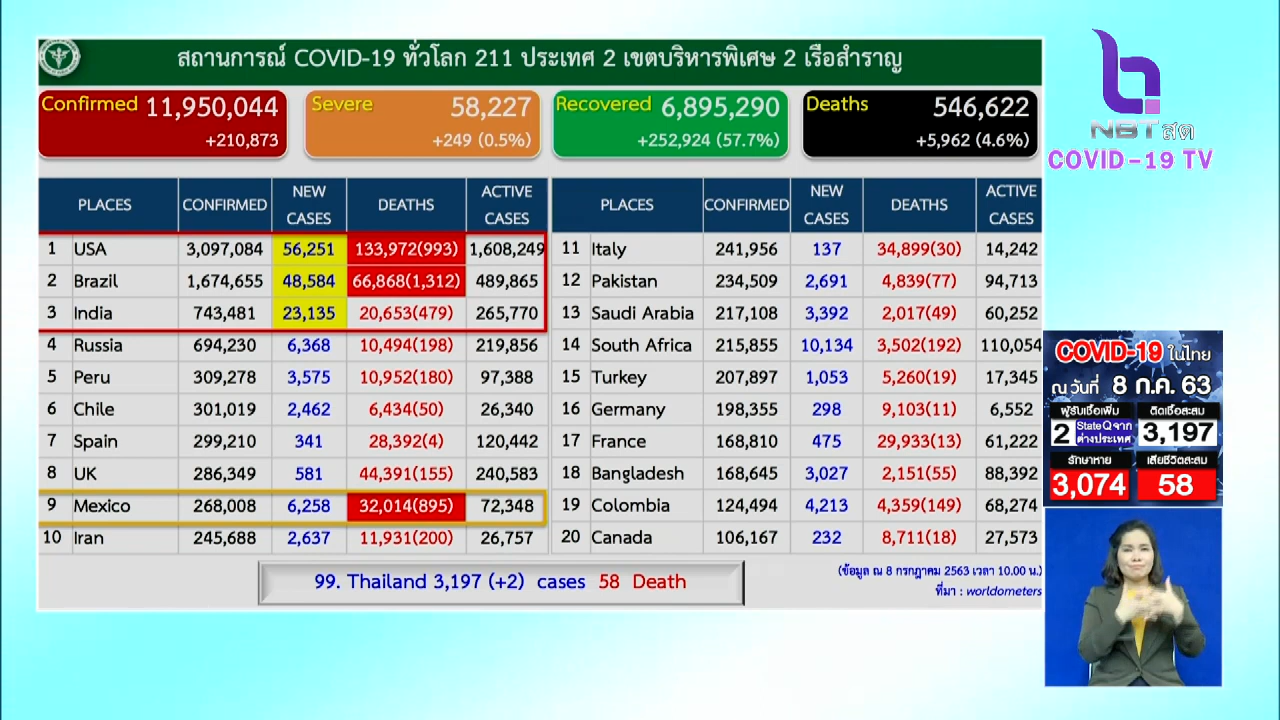 สถานการณ์ COVID-19 ทั่วโลก 211 ประเทศ 2 เขตบริหารพิเศษ 2 เรือสำราญ
Confirmed 11,950,044
+210,873
Severe 58,227
+249 (0.5%)
Recovered 6,895,290
+252,924 (57.7%)
Deaths 546,622
+5,962 (4.6%)
NBT สด
COVID-19 TV
PLACES CONFIRMED NEW CASES DEATHS ACTIVE CASES
1 USA 3,097,084 56,251 133,972(993) 1,608,249
2 Brazil 1,674,655 48,584 66,868(1,312) 489,865
3 India 743,481 23,135 20,653(479) 265,770
4 Russia 694,230 6,368 10,494(198) 219,856
5 Peru 309,278 3,575 10,952(180) 97,388
6 Chile 301,019 2,462 6,434(50) 26,340
7 Spain 299,210 341 28,392(4) 120,442
8 UK 286,349 581 44,391(155) 240,583
9 Mexico 268,008 6,258 32,014(895) 72,348
10 Iran 245,688 2,637 11,931(200) 26,757
PLACES CONFIRMED NEW CASES DEATHS ACTIVE CASES
11 Italy 241,956 137 34,899(30) 14,242
12 Pakistan 234,509 2,691 4,839(77) 94,713
13 Saudi Arabia 217,108 3,392 2,017(49) 60,252
14 South Africa 215,855 10,134 3,502(192) 110,054
15 Turkey 207,897 1,053 5,260(19) 17,345
16 Germany 198,355 298 9,103(11) 6,552
17 France 168,810 475 29,933(13) 61,222
18 Bangladesh 168,645 3,027 2,151(55) 88,392
19 Colombia 124,494 4,213 4,359(149) 68,274
20 Canada 106,167 232 8,711(18) 27,573
99. Thailand 3,197 (+2) cases 58 Death
(ข้อมูล ณ 8 กรกฎาคม 2563 เวลา 10.00 น.)
ที่มา : worldometers
COVID-19 ในไทย
ณ วันที่ 8 ก.ค. 63
ผู้รับเชื้อเพิ่ม
2 State Q จาก
ต่างประเทศ
ติดเชื้อสะสม
3,197
รักษาหาย
3,074
เสียชีวิตสะสม
58